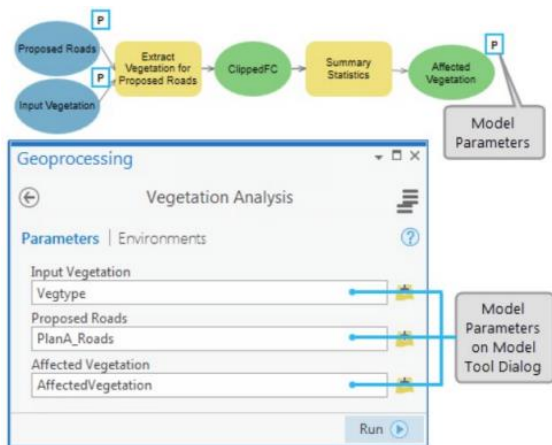 P
Proposed Roads
P
Input Vegetation
Extract
Vegetation for
Proposed Roads
ClippedFC
Summary
Statistics
P
Affected
Vegetation
Model
Parameters
Geoprocessing
Vegetation Analysis
Parameters | Environments
?
Input Vegetation
Vegtype
Proposed Roads
PlanA_Roads
Affected Vegetation
AffectedVegetation
Model
Parameters
on Model
Tool Dialog
Run